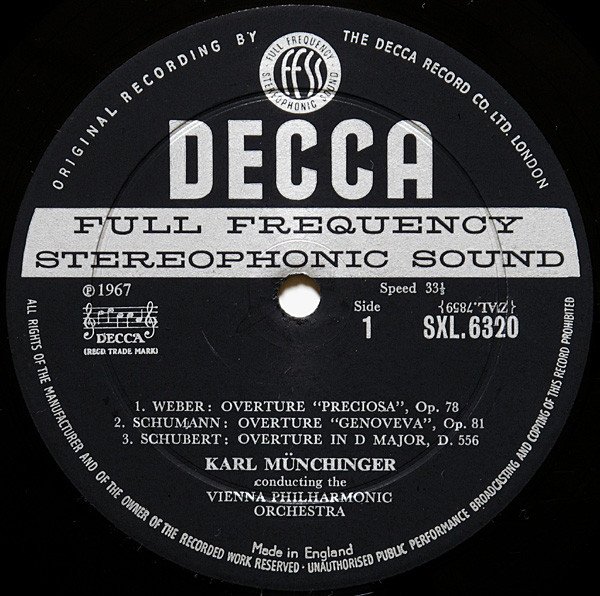 ORIGINAL RECORDING BY THE DECCA RECORD CO. LTD. LONDON
FULL FREQUENCY
ffss
STEREOPHONIC SOUND
DECCA
FULL FREQUENCY
STEREOPHONIC SOUND
℗1967
DECCA
(REGD. TRADE MARK)
Speed 33⅓
Side
1
{ZAL.7859}
SXL.6320
1. WEBER: OVERTURE "PRECIOSA", Op. 78
2. SCHUMANN: OVERTURE "GENOVEVA", Op. 81
3. SCHUBERT: OVERTURE IN D MAJOR, D. 556
KARL MÜNCHINGER
conducting the
VIENNA PHILHARMONIC
ORCHESTRA
Made in England
ALL RIGHTS OF THE MANUFACTURER AND OF THE OWNER OF THE RECORDED WORK RESERVED · UNAUTHORISED PUBLIC PERFORMANCE BROADCASTING AND COPYING OF THIS RECORD PROHIBITED